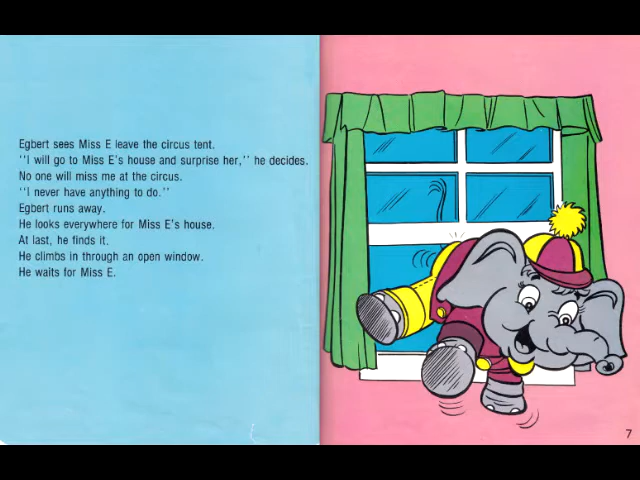 Egbert sees Miss E leave the circus tent.
"I will go to Miss E's house and surprise her," he decides.
No one will miss me at the circus.
"I never have anything to do."
Egbert runs away.
He looks everywhere for Miss E's house.
At last, he finds it.
He climbs in through an open window.
He waits for Miss E.
7